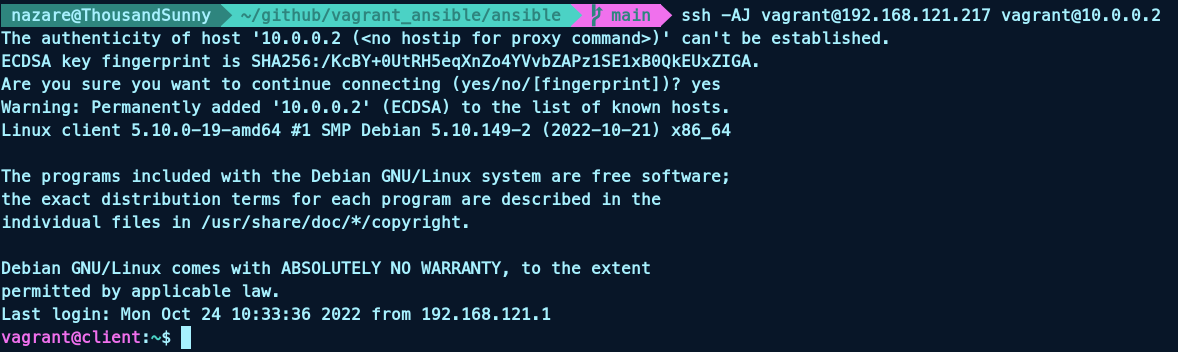 nazare@ThousandSunny ~/github/vagrant_ansible/ansible main ssh -AJ vagrant@192.168.121.217 vagrant@10.0.0.2
The authenticity of host '10.0.0.2 (<no hostip for proxy command>)' can't be established.
ECDSA key fingerprint is SHA256:/KcBY+0UtRH5eqXnZo4YVvbZAPz1SE1xB0QkEUxZIGA.
Are you sure you want to continue connecting (yes/no/[fingerprint])? yes
Warning: Permanently added '10.0.0.2' (ECDSA) to the list of known hosts.
Linux client 5.10.0-19-amd64 #1 SMP Debian 5.10.149-2 (2022-10-21) x86_64
The programs included with the Debian GNU/Linux system are free software;
the exact distribution terms for each program are described in the
individual files in /usr/share/doc/*/copyright.
Debian GNU/Linux comes with ABSOLUTELY NO WARRANTY, to the extent
permitted by applicable law.
Last login: Mon Oct 24 10:33:36 2022 from 192.168.121.1
vagrant@client:~$